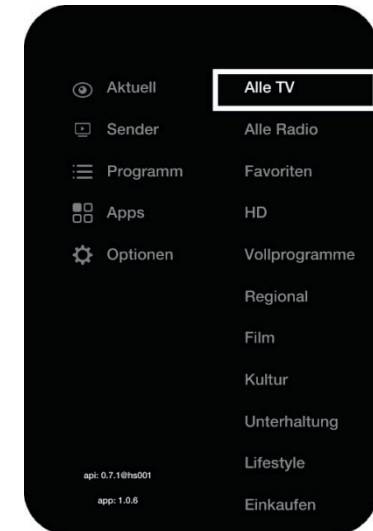 Aktuell
Sender
Programm
Apps
Optionen
api: 0.7.1@hs001
app: 1.0.6
Alle TV
Alle Radio
Favoriten
HD
Vollprogramme
Regional
Film
Kultur
Unterhaltung
Lifestyle
Einkaufen